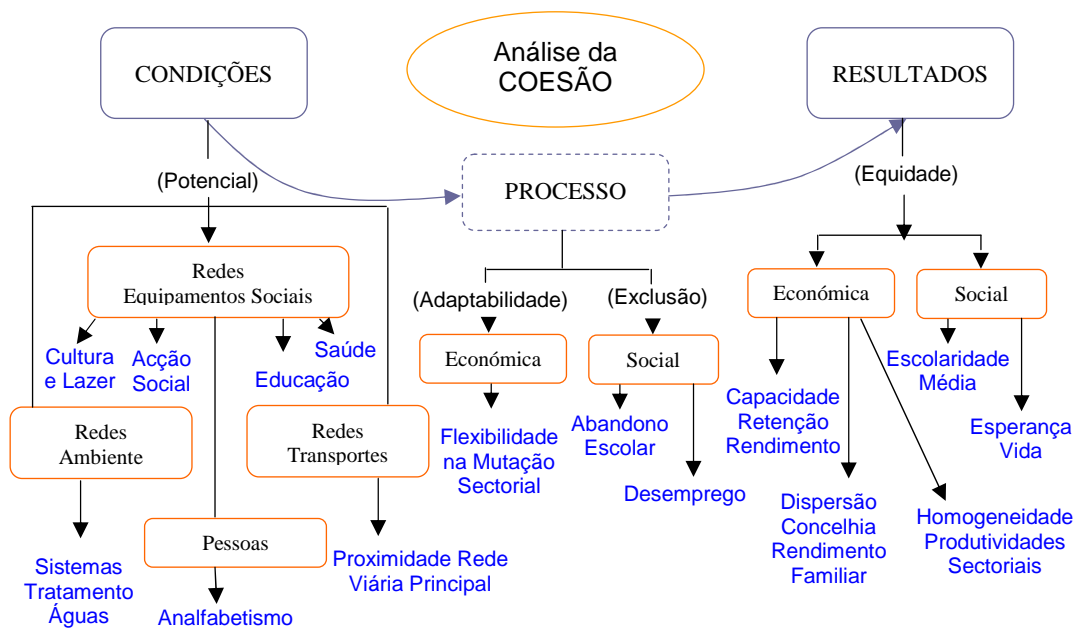 Análise da
COESÃO
CONDIÇÕES
RESULTADOS
PROCESSO
(Potencial)
(Equidade)
Redes
Equipamentos Sociais
Cultura
e Lazer
Acção
Social
Educação
Saúde
Redes
Ambiente
Redes
Transportes
Sistemas
Tratamento
Águas
Pessoas
Analfabetismo
Proximidade Rede
Viária Principal
(Adaptabilidade)
(Exclusão)
Económica
Social
Flexibilidade
na Mutação
Sectorial
Abandono
Escolar
Desemprego
Económica
Social
Capacidade
Retenção
Rendimento
Dispersão
Concelhia
Rendimento
Familiar
Homogeneidade
Produtividades
Sectoriais
Escolaridade
Média
Esperança
Vida